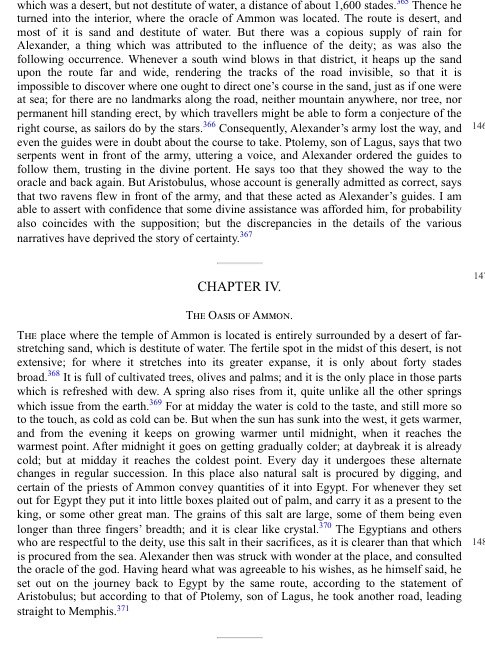 which was a desert, but not destitute of water, a distance of about 1,600 stades.365 Thence he
turned into the interior, where the oracle of Ammon was located. The route is desert, and
most of it is sand and destitute of water. But there was a copious supply of rain for
Alexander, a thing which was attributed to the influence of the deity; as was also the
following occurrence. Whenever a south wind blows in that district, it heaps up the sand
upon the route far and wide, rendering the tracks of the road invisible, so that it is
impossible to discover where one ought to direct one's course in the sand, just as if one were
at sea; for there are no landmarks along the road, neither mountain anywhere, nor tree, nor
permanent hill standing erect, by which travellers might be able to form a conjecture of the
right course, as sailors do by the stars.366 Consequently, Alexander's army lost the way, and
146
even the guides were in doubt about the course to take. Ptolemy, son of Lagus, says that two
serpents went in front of the army, uttering a voice, and Alexander ordered the guides to
follow them, trusting in the divine portent. He says too that they showed the way to the
oracle and back again. But Aristobulus, whose account is generally admitted as correct, says
that two ravens flew in front of the army, and that these acted as Alexander's guides. I am
able to assert with confidence that some divine assistance was afforded him, for probability
also coincides with the supposition; but the discrepancies in the details of the various
narratives have deprived the story of certainty.367
147
CHAPTER IV.
The Oasis of Ammon.
The place where the temple of Ammon is located is entirely surrounded by a desert of far-
stretching sand, which is destitute of water. The fertile spot in the midst of this desert, is not
extensive; for where it stretches into its greater expanse, it is only about forty stades
broad.368 It is full of cultivated trees, olives and palms; and it is the only place in those parts
which is refreshed with dew. A spring also rises from it, quite unlike all the other springs
which issue from the earth.369 For at midday the water is cold to the taste, and still more so
to the touch, as cold as cold can be. But when the sun has sunk into the west, it gets warmer,
and from the evening it keeps on growing warmer until midnight, when it reaches the
warmest point. After midnight it goes on getting gradually colder; at daybreak it is already
cold; but at midday it reaches the coldest point. Every day it undergoes these alternate
changes in regular succession. In this place also natural salt is procured by digging, and
certain of the priests of Ammon convey quantities of it into Egypt. For whenever they set
out for Egypt they put it into little boxes plaited out of palm, and carry it as a present to the
king, or some other great man. The grains of this salt are large, some of them being even
longer than three fingers' breadth; and it is clear like crystal.370 The Egyptians and others
who are respectful to the deity, use this salt in their sacrifices, as it is clearer than that which
148
is procured from the sea. Alexander then was struck with wonder at the place, and consulted
the oracle of the god. Having heard what was agreeable to his wishes, as he himself said, he
set out on the journey back to Egypt by the same route, according to the statement of
Aristobulus; but according to that of Ptolemy, son of Lagus, he took another road, leading
straight to Memphis.371